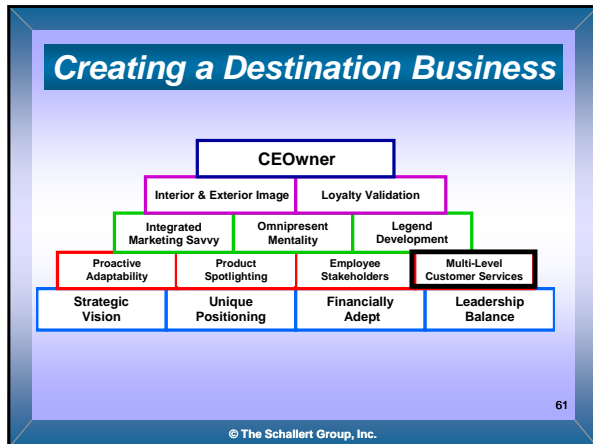 Creating a Destination Business
CEOwner
Interior & Exterior Image
Loyalty Validation
Integrated
Marketing Savvy
Omnipresent
Mentality
Legend
Development
Proactive
Adaptability
Product
Spotlighting
Employee
Stakeholders
Multi-Level
Customer Services
Strategic
Vision
Unique
Positioning
Financially
Adept
Leadership
Balance
61
© The Schallert Group, Inc.